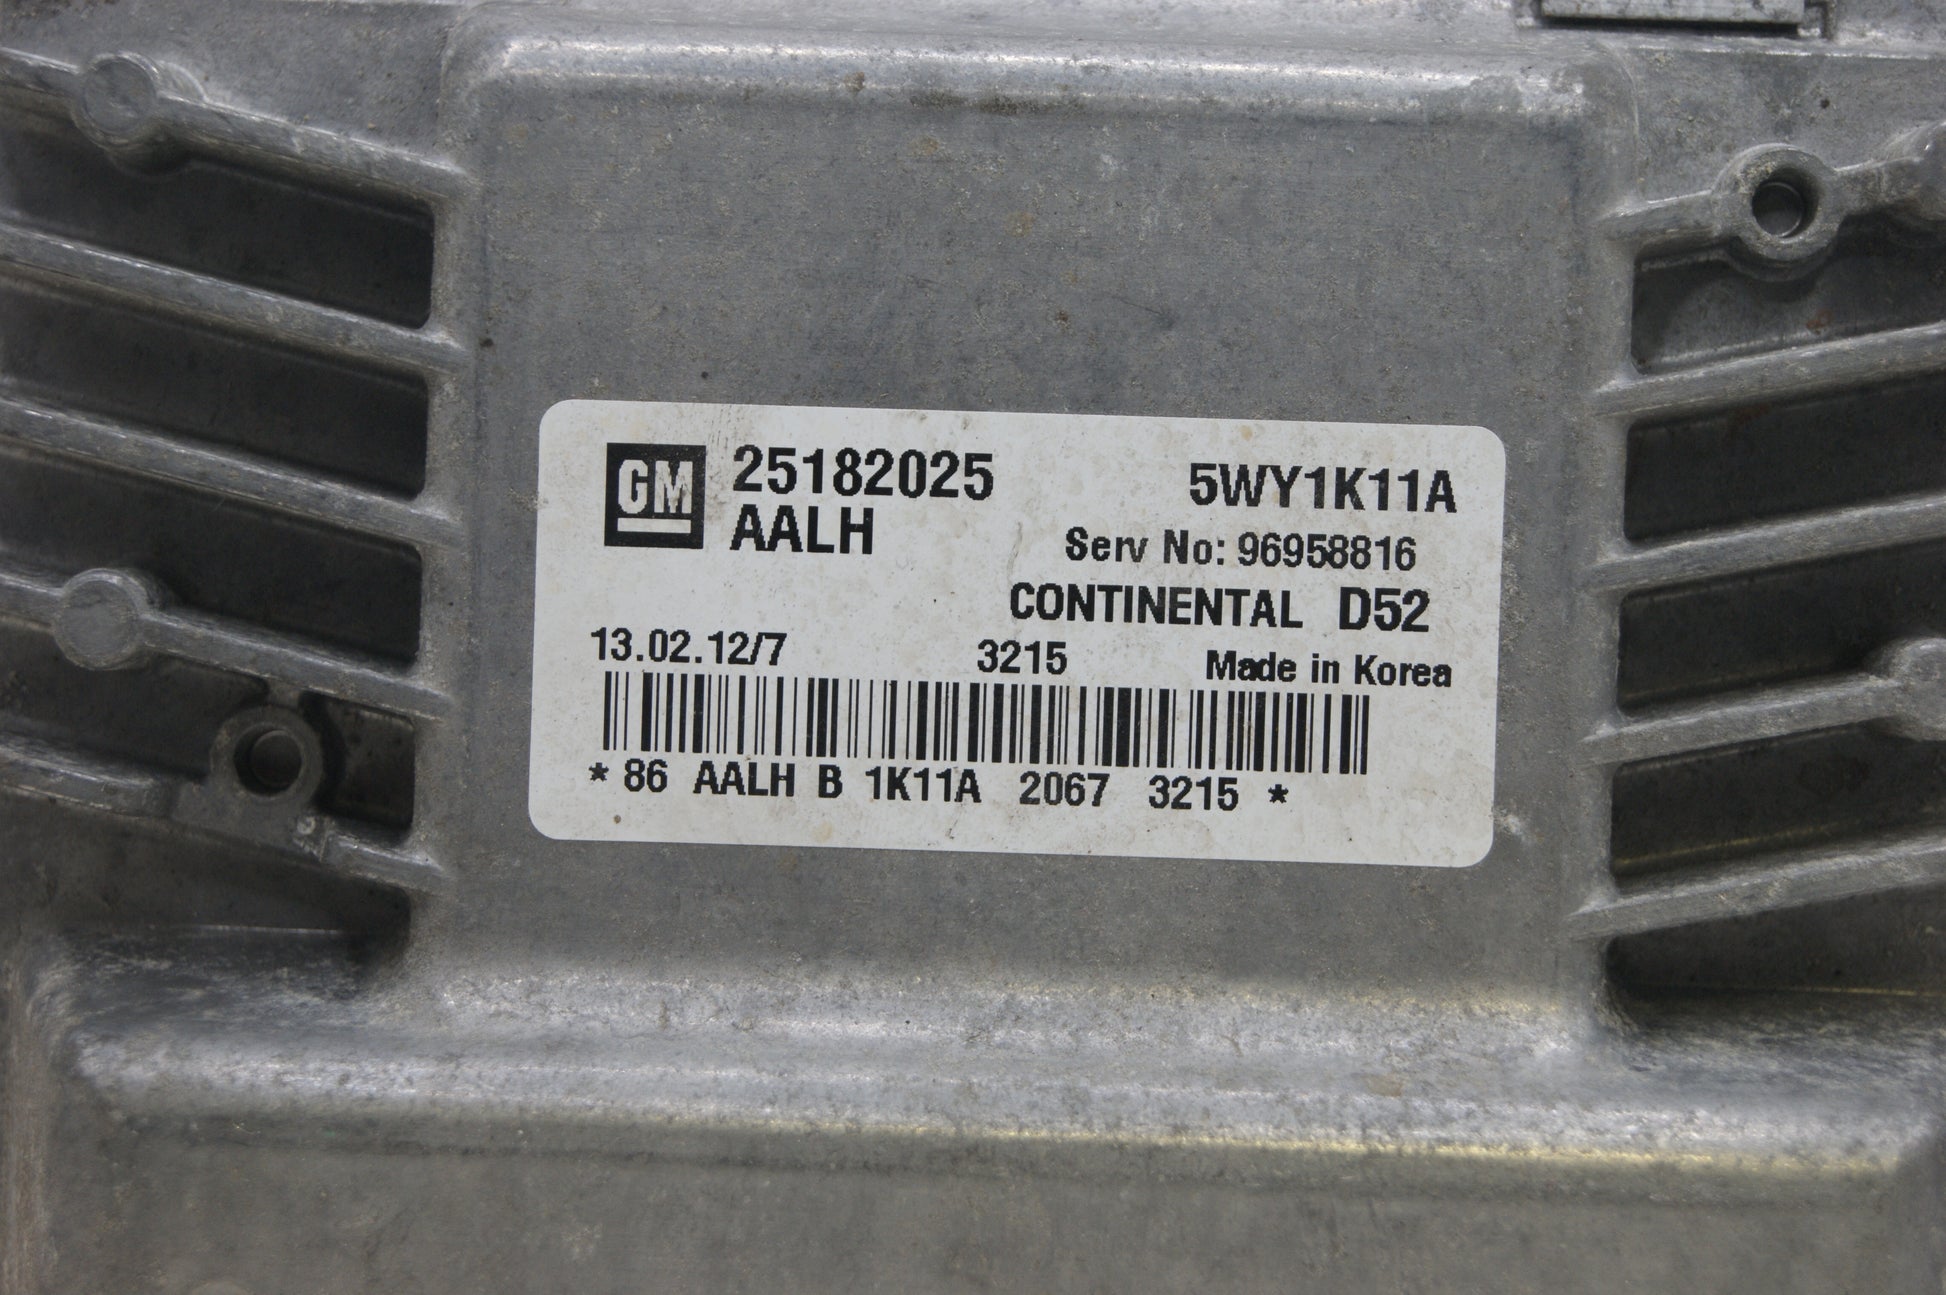 GM 25182025 5WY1K11A
AALH
Serv No: 96958816
CONTINENTAL D52
13.02.12/7 3215 Made in Korea
* 86 AALH B 1K11A 2067 3215 *